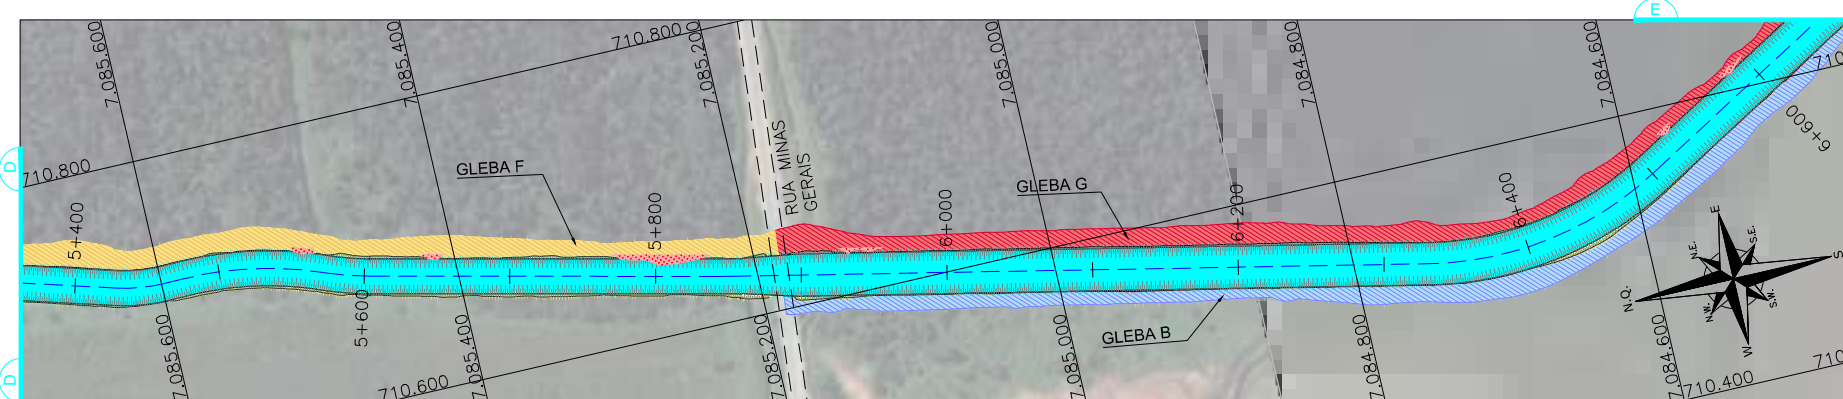 E
7.085.600
7.085.400
710.800
7.085.200
7.085.000
7.084.800
7.084.600
710
D
710.800
GLEBA F
RUA MINAS
GERAIS
GLEBA G
6+600
5+400
5+800
6+000
6+200
6+400
E
S.E.
N.E.
S
N.O.
N.W.
S.W.
W
5+600
GLEBA B
7.085.600
7.085.400
7.085.200
7.085.000
7.084.800
7.084.600
D
710.600
710.400
710